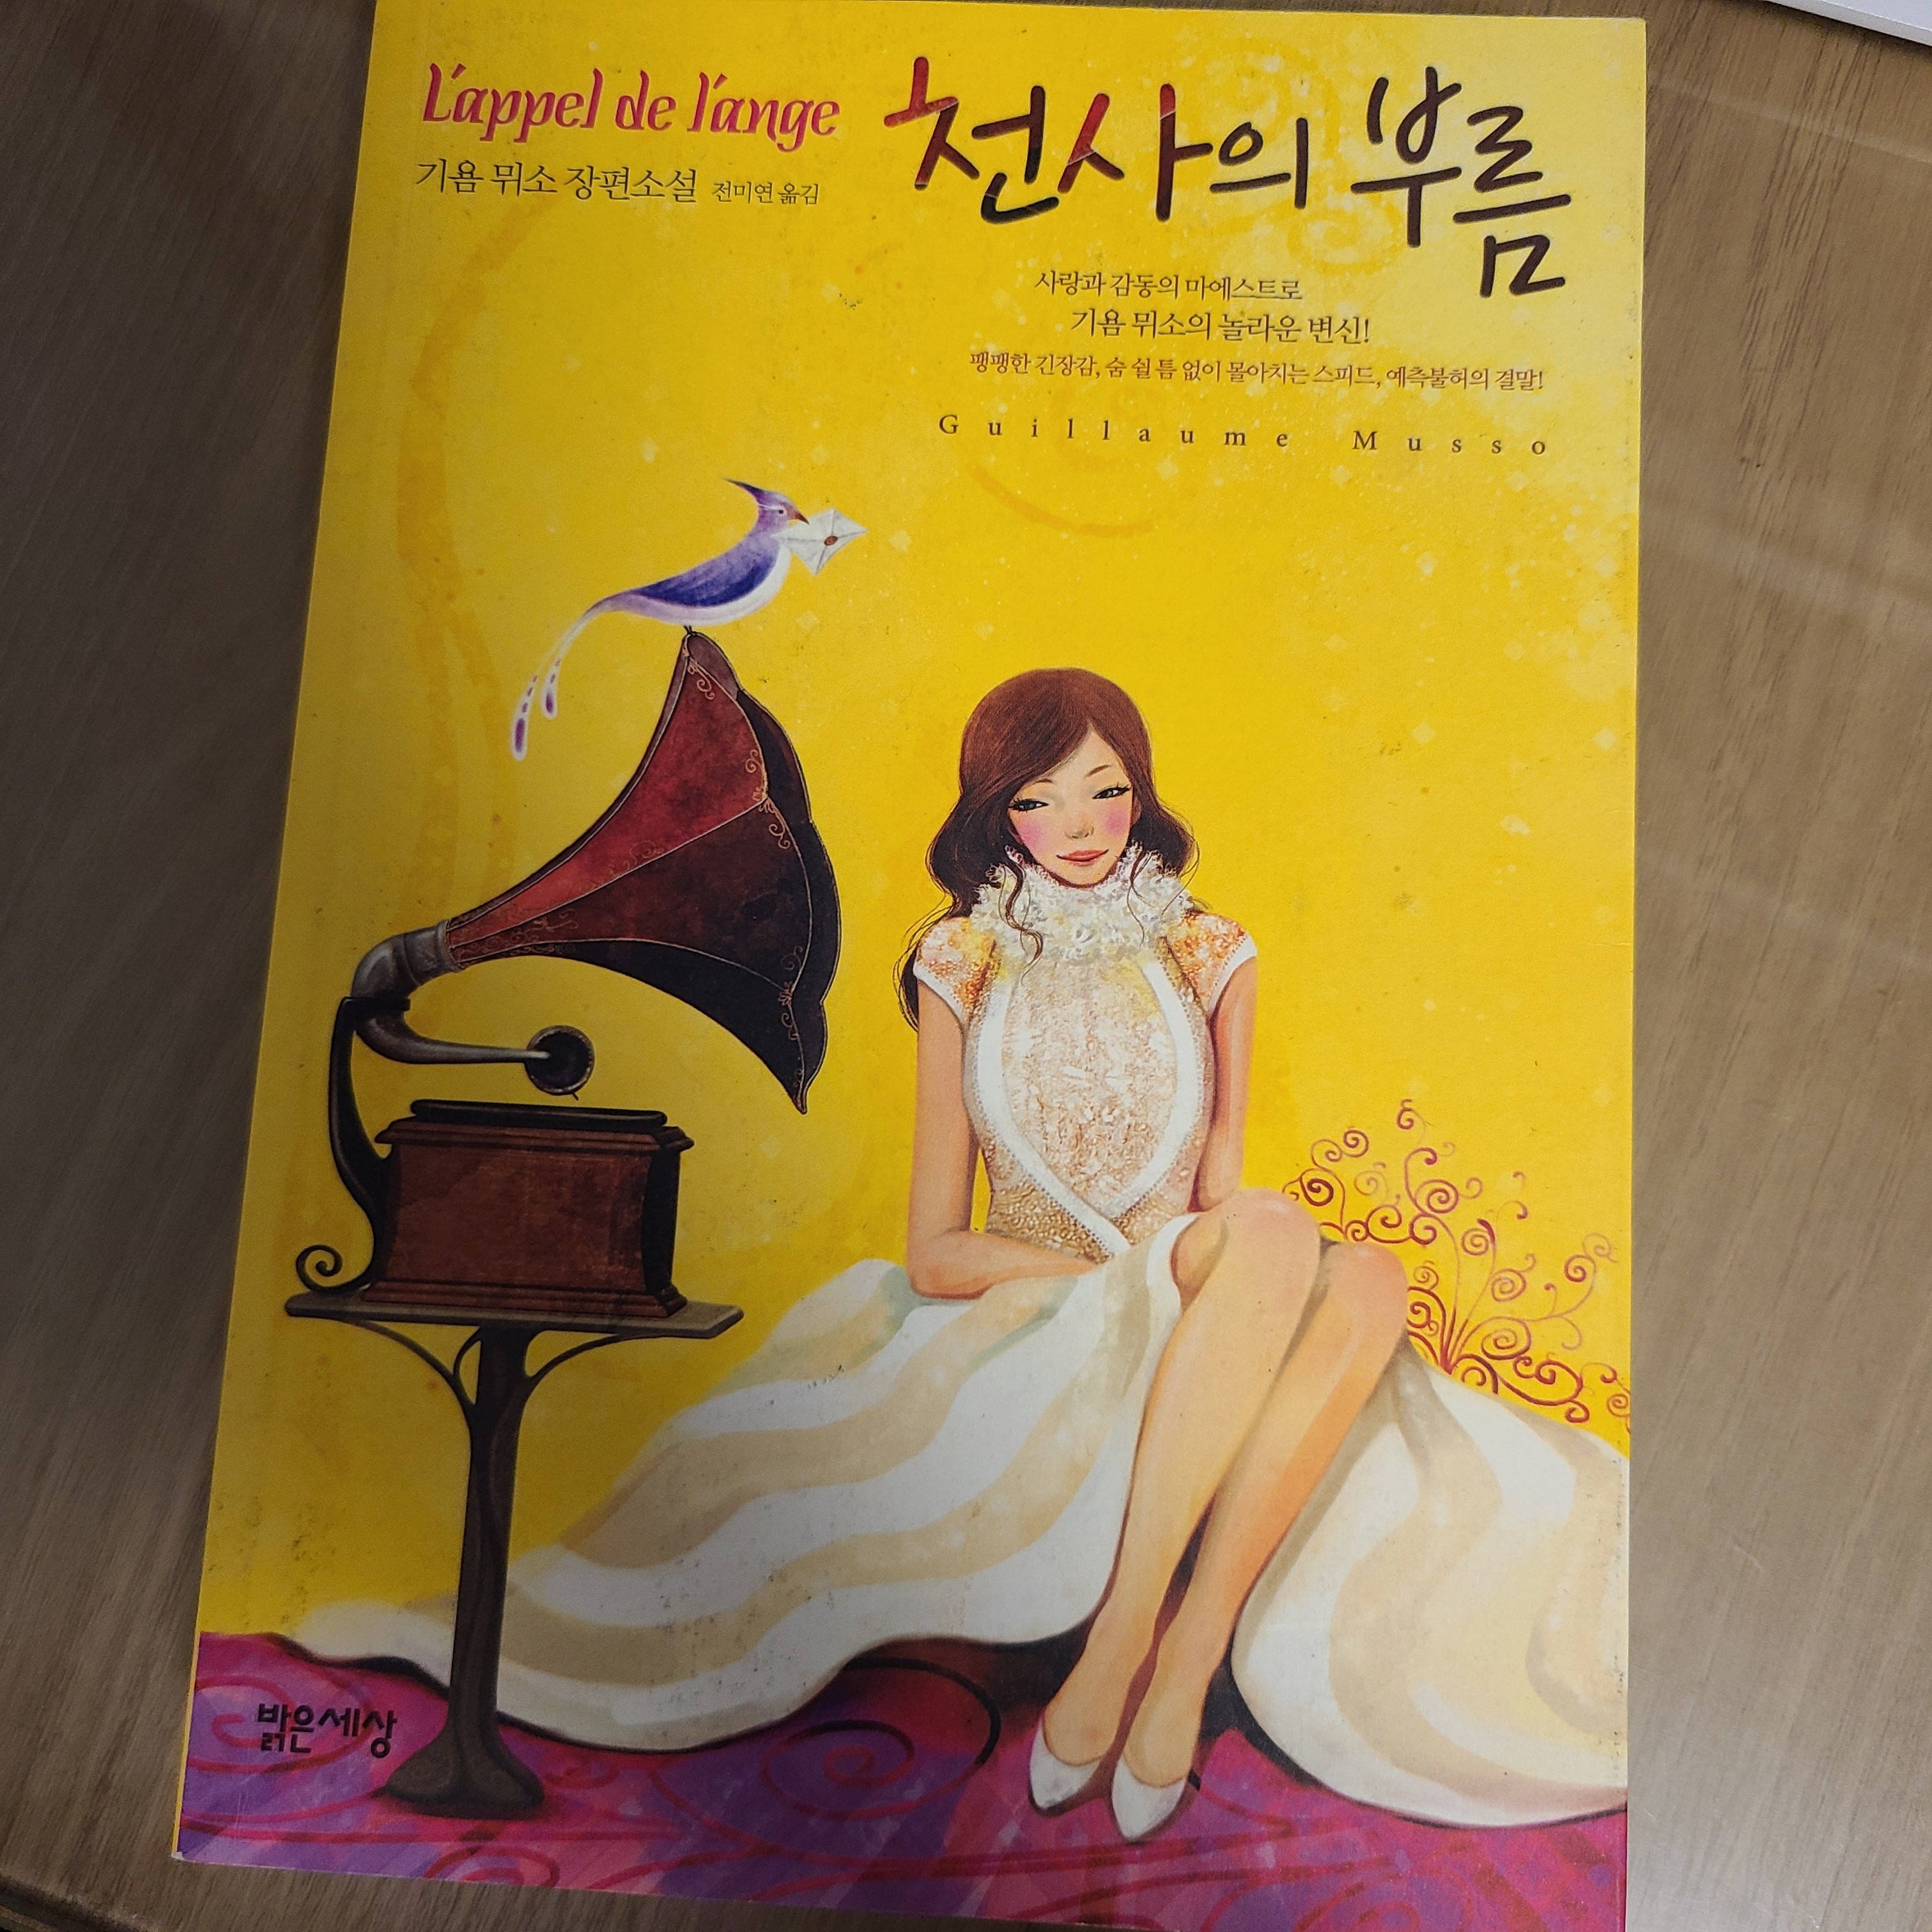 L'appel de l'ange
기욤 뮈소 장편소설 전미연 옮김
천사의 부름
사랑과 감동의 마에스트로
기욤 뮈소의 놀라운 변신!
팽팽한 긴장감, 숨 쉴 틈 없이 몰아치는 스피드, 예측불허의 결말!
Guillaume Musso
밝은세상